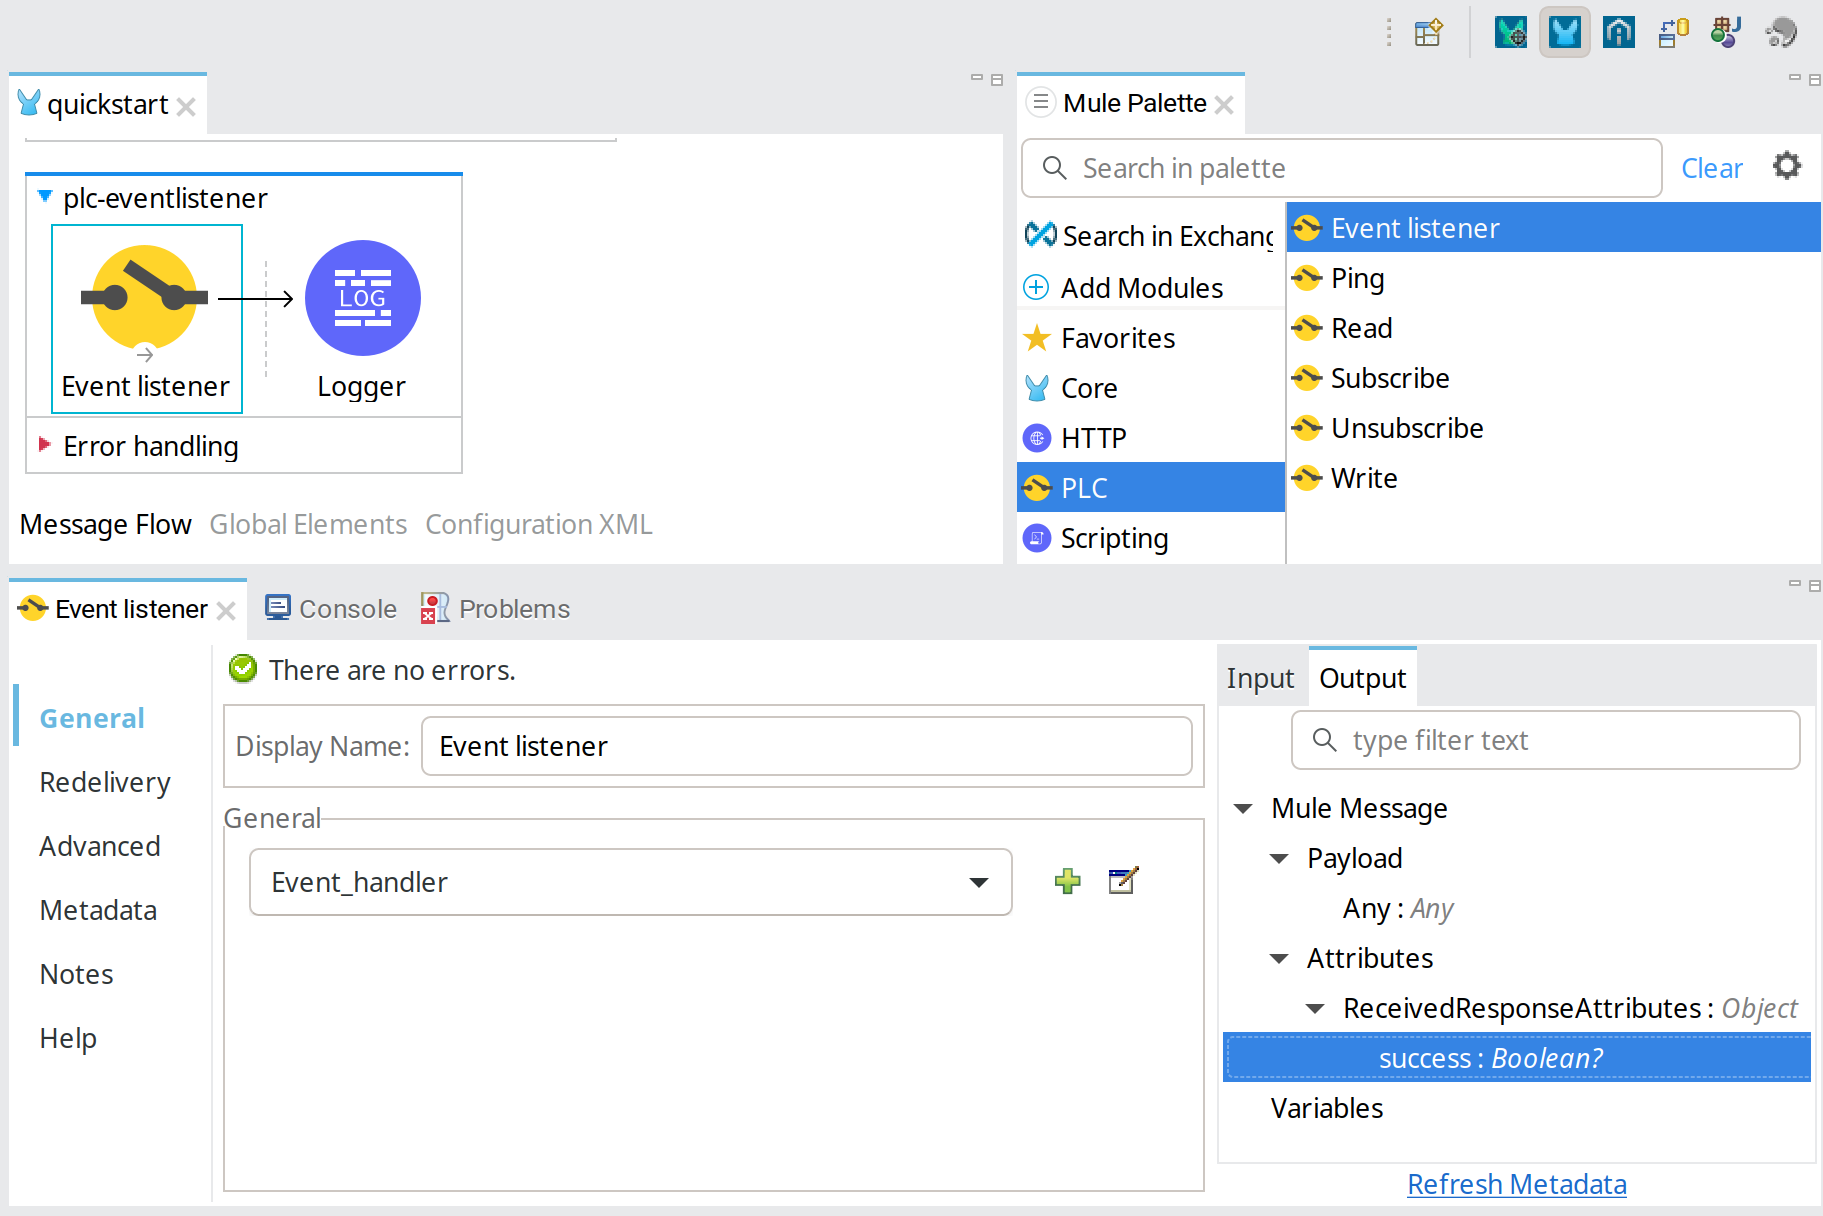 quickstart
plc-eventlistener
LOG
Event listener
Logger
Error handling
Message Flow Global Elements Configuration XML
Mule Palette
Search in palette
Clear
Search in Exchang
Add Modules
Favorites
Core
HTTP
PLC
Scripting
Event listener
Ping
Read
Subscribe
Unsubscribe
Write
Event listener
Console
Problems
General
Redelivery
Advanced
Metadata
Notes
Help
There are no errors.
Display Name: Event listener
General
Event_handler
Input Output
type filter text
Mule Message
Payload
Any : Any
Attributes
ReceivedResponseAttributes : Object
success : Boolean?
Variables
Refresh Metadata